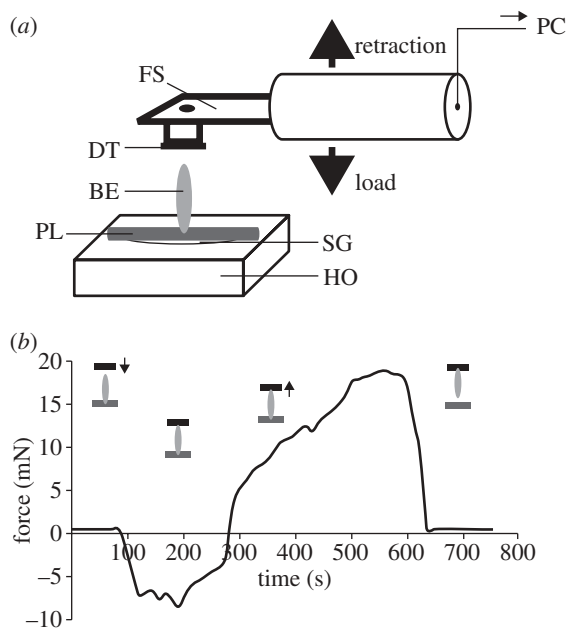 (a)
PC
retraction
FS
DT
load
BE
PL
SG
HO
(b)
20
15
10
5
0
−5
−10
force (mN)
100 200 300 400 500 600 700 800
time (s)